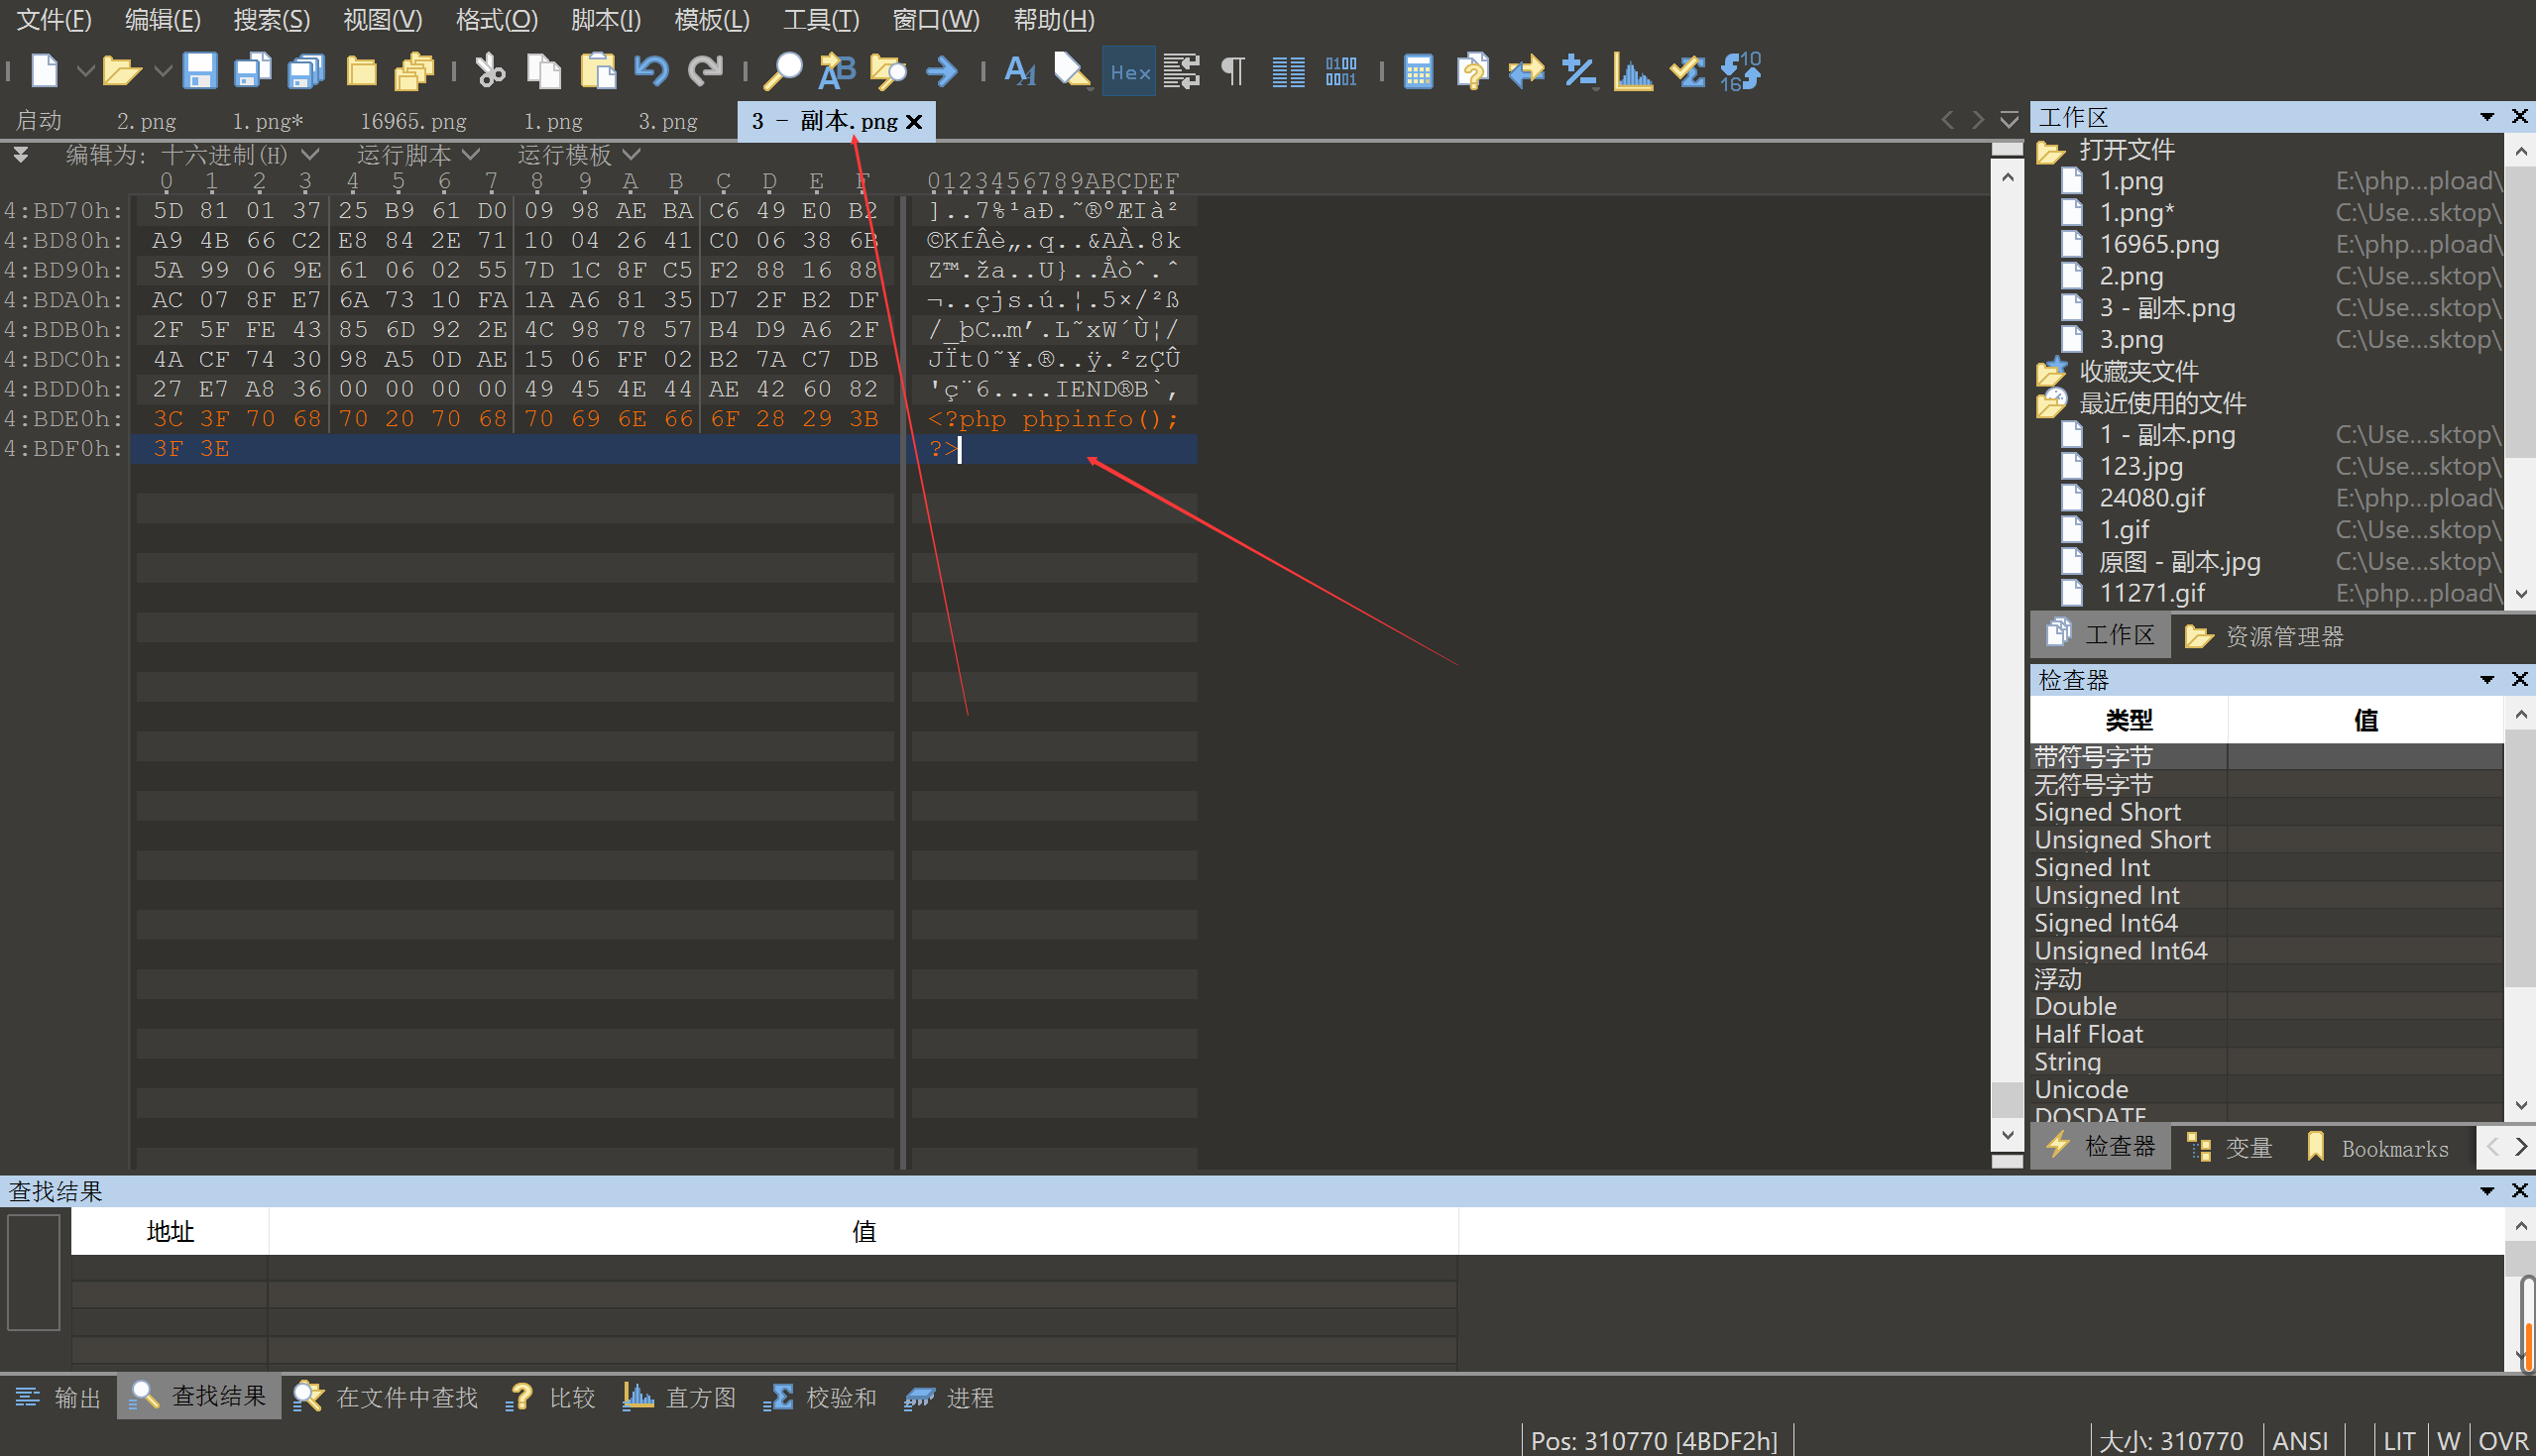 文件(F) 编辑(E) 搜索(S) 视图(V) 格式(O) 脚本(I) 模板(L) 工具(T) 窗口(W) 帮助(H)
Hex
启动 2.png 1.png* 16965.png 1.png 3.png 3 - 副本.png
编辑为: 十六进制(H) 运行脚本 运行模板
0 1 2 3 4 5 6 7 8 9 A B C D E F 0123456789ABCDEF
4:BD70h: 5D 81 01 37 25 B9 61 D0 09 98 AE BA C6 49 E0 B2 ]..7%¹aÐ.˜®ºÆIà²
4:BD80h: A9 4B 66 C2 E8 84 2E 71 10 04 26 41 C0 06 38 6B ©KfÂè„.q..&AÀ.8k
4:BD90h: 5A 99 06 9E 61 06 02 55 7D 1C 8F C5 F2 88 16 88 Z™.ža..U}..Åòˆ.ˆ
4:BDA0h: AC 07 8F E7 6A 73 10 FA 1A A6 81 35 D7 2F B2 DF ¬..çjs.ú.¦.5×/²ß
4:BDB0h: 2F 5F FE 43 85 6D 92 2E 4C 98 78 57 B4 D9 A6 2F /_þC…m’.L˜xW´Ù¦/
4:BDC0h: 4A CF 74 30 98 A5 0D AE 15 06 FF 02 B2 7A C7 DB JÏt0˜¥.®..ÿ.²zÇÛ
4:BDD0h: 27 E7 A8 36 00 00 00 00 49 45 4E 44 AE 42 60 82 'ç¨6....IEND®B`‚
4:BDE0h: 3C 3F 70 68 70 20 70 68 70 69 6E 66 6F 28 29 3B <?php phpinfo();
4:BDF0h: 3F 3E ?>
工作区
打开文件
1.png E:\php...pload\
1.png* C:\Use...sktop\
16965.png E:\php...pload\
2.png C:\Use...sktop\
3 - 副本.png C:\Use...sktop\
3.png C:\Use...sktop\
收藏夹文件
最近使用的文件
1 - 副本.png C:\Use...sktop\
123.jpg C:\Use...sktop\
24080.gif E:\php...pload\
1.gif C:\Use...sktop\
原图 - 副本.jpg C:\Use...sktop\
11271.gif E:\php...pload\
工作区 资源管理器
检查器
类型 值
带符号字节
无符号字节
Signed Short
Unsigned Short
Signed Int
Unsigned Int
Signed Int64
Unsigned Int64
浮动
Double
Half Float
String
Unicode
DOSDATE
检查器 变量 Bookmarks
查找结果
地址 值
输出 查找结果 在文件中查找 比较 直方图 校验和 进程
Pos: 310770 [4BDF2h] 大小: 310770 ANSI LIT W OVR